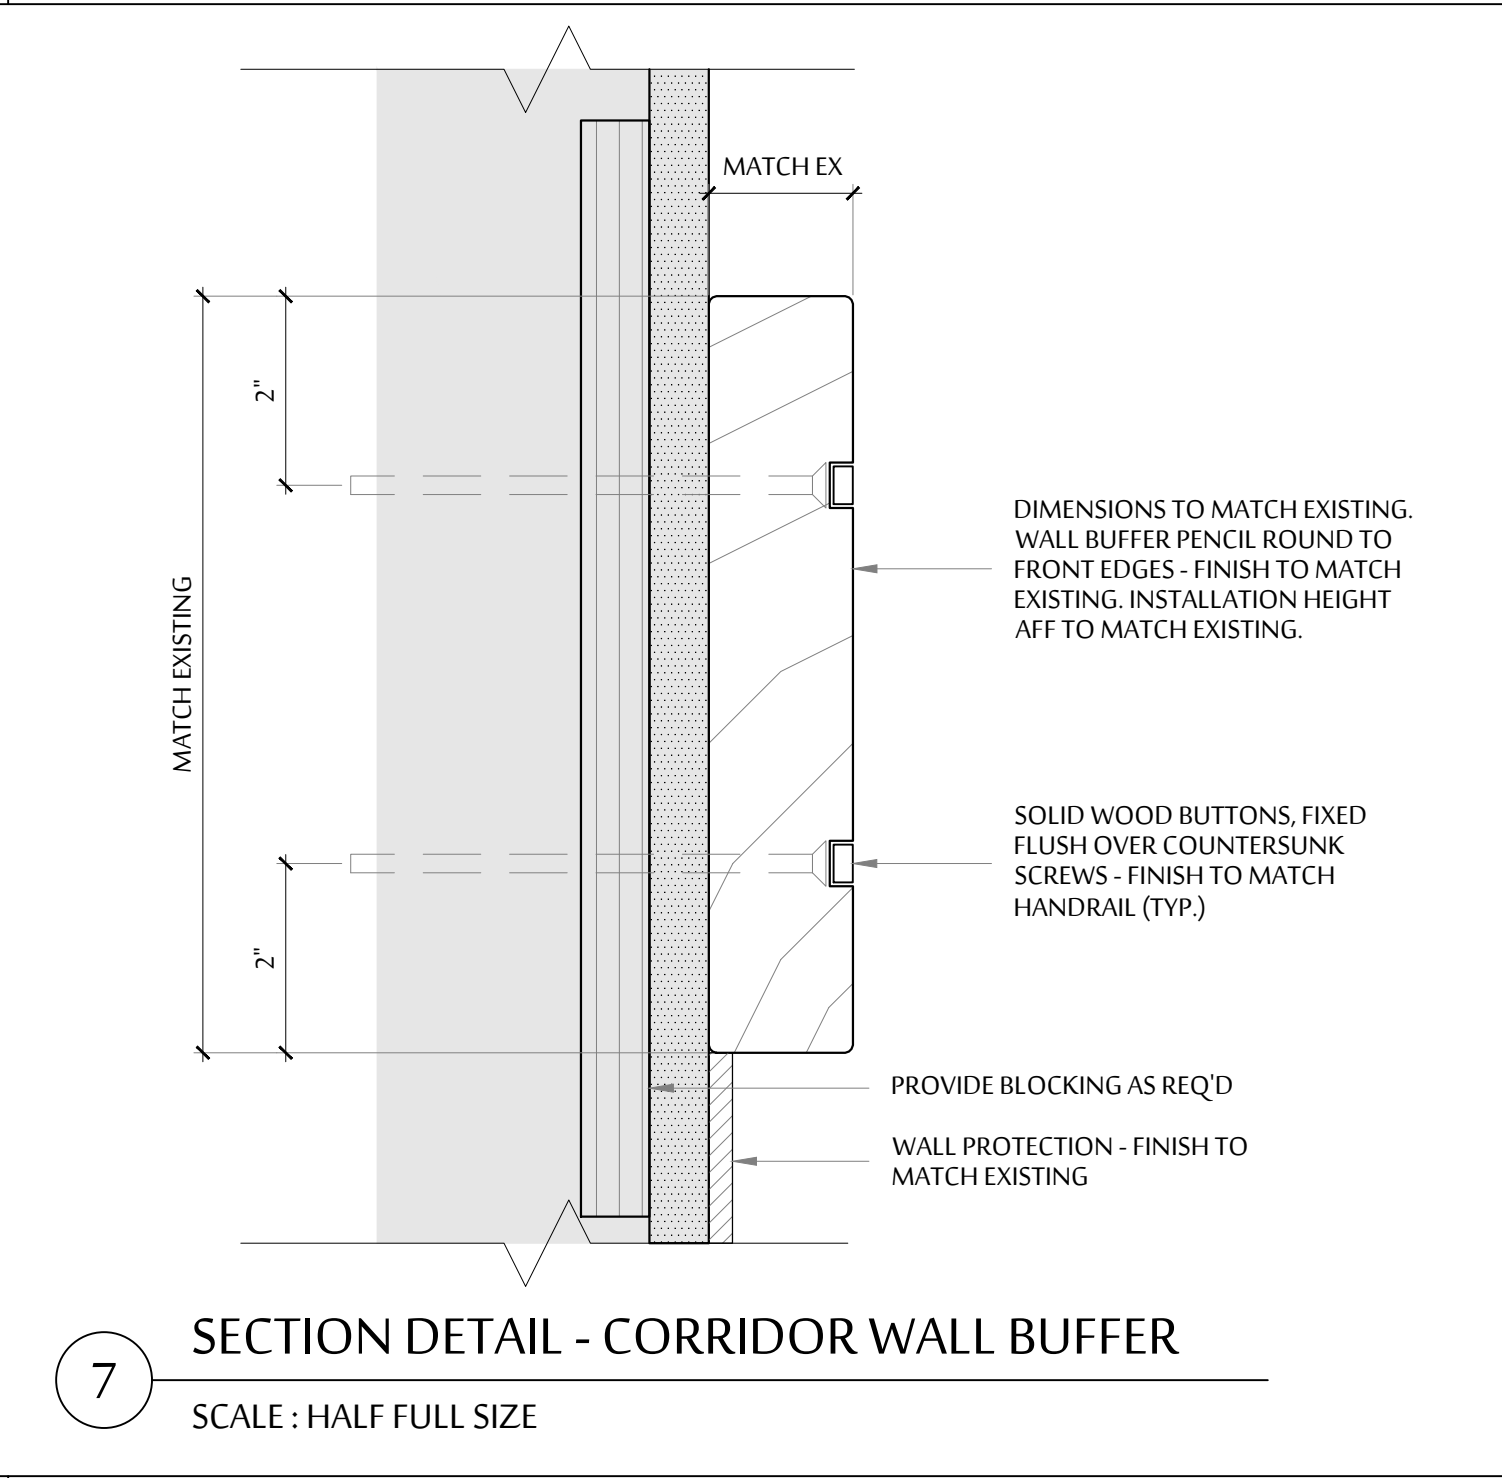 MATCH EX
2"
MATCH EXISTING
DIMENSIONS TO MATCH EXISTING.
WALL BUFFER PENCIL ROUND TO
FRONT EDGES - FINISH TO MATCH
EXISTING. INSTALLATION HEIGHT
AFF TO MATCH EXISTING.
SOLID WOOD BUTTONS, FIXED
FLUSH OVER COUNTERSUNK
SCREWS - FINISH TO MATCH
HANDRAIL (TYP.)
2"
PROVIDE BLOCKING AS REQ'D
WALL PROTECTION - FINISH TO
MATCH EXISTING
7
SECTION DETAIL - CORRIDOR WALL BUFFER
SCALE : HALF FULL SIZE